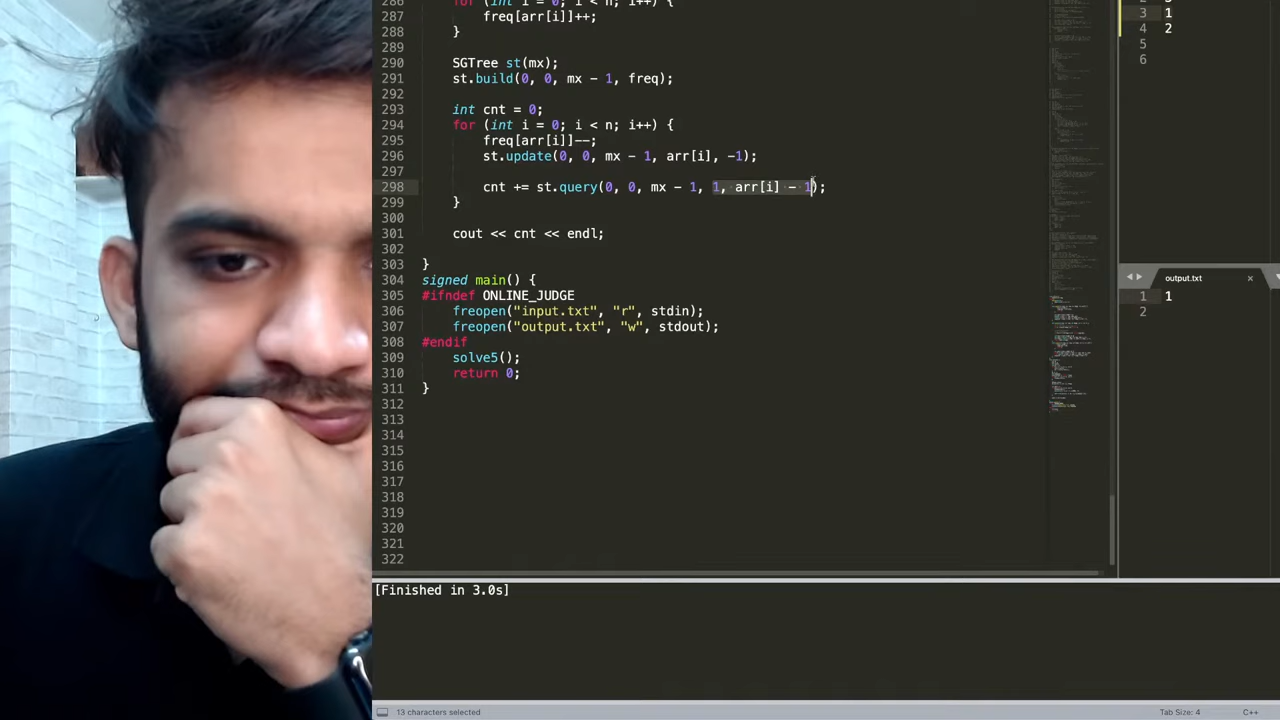 286 for (int i = 0; i < n; i++) {
287 freq[arr[i]]++;
288 }
289
290 SGTree st(mx);
291 st.build(0, 0, mx - 1, freq);
292
293 int cnt = 0;
294 for (int i = 0; i < n; i++) {
295 freq[arr[i]]--;
296 st.update(0, 0, mx - 1, arr[i], -1);
297
298 cnt += st.query(0, 0, mx - 1, 1, arr[i] - 1);
299 }
300
301 cout << cnt << endl;
302
303 }
304 signed main() {
305 #ifndef ONLINE_JUDGE
306 freopen("input.txt", "r", stdin);
307 freopen("output.txt", "w", stdout);
308 #endif
309 solve5();
310 return 0;
311 }
312
313
314
315
316
317
318
319
320
321
322
3 1
4 2
5
6
output.txt
1 1
2
[Finished in 3.0s]
13 characters selected
Tab Size: 4
C++